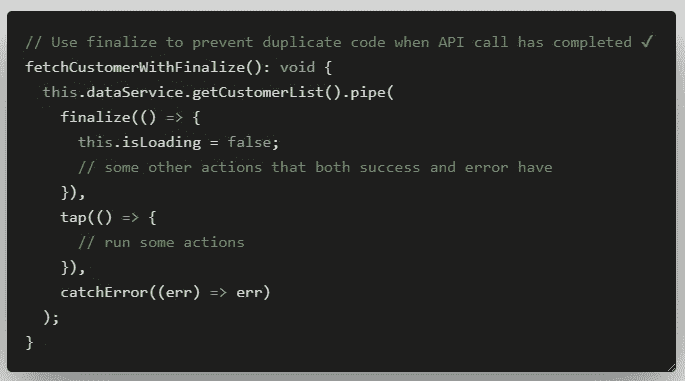 // Use finalize to prevent duplicate code when API call has completed ✓
fetchCustomerWithFinalize(): void {
  this.dataService.getCustomerList().pipe(
    finalize(() => {
      this.isLoading = false;
      // some other actions that both success and error have
    }),
    tap(() => {
      // run some actions
    }),
    catchError((err) => err)
  );
}